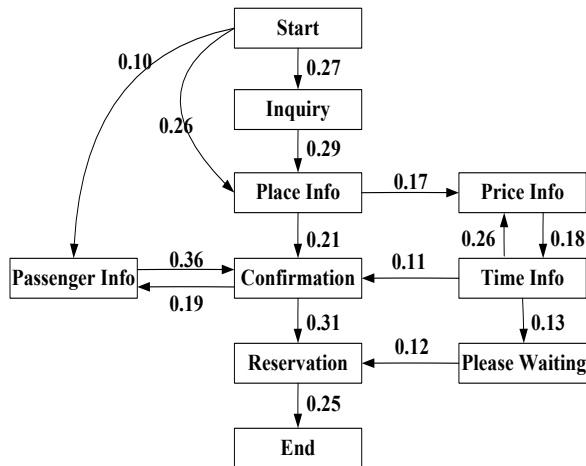 Start
0.10
0.27
Inquiry
0.26
0.29
Place Info
0.17
Price Info
0.21
0.26
0.18
Passenger Info
0.36
Confirmation
0.11
Time Info
0.19
0.31
0.13
Reservation
0.12
Please Waiting
0.25
End